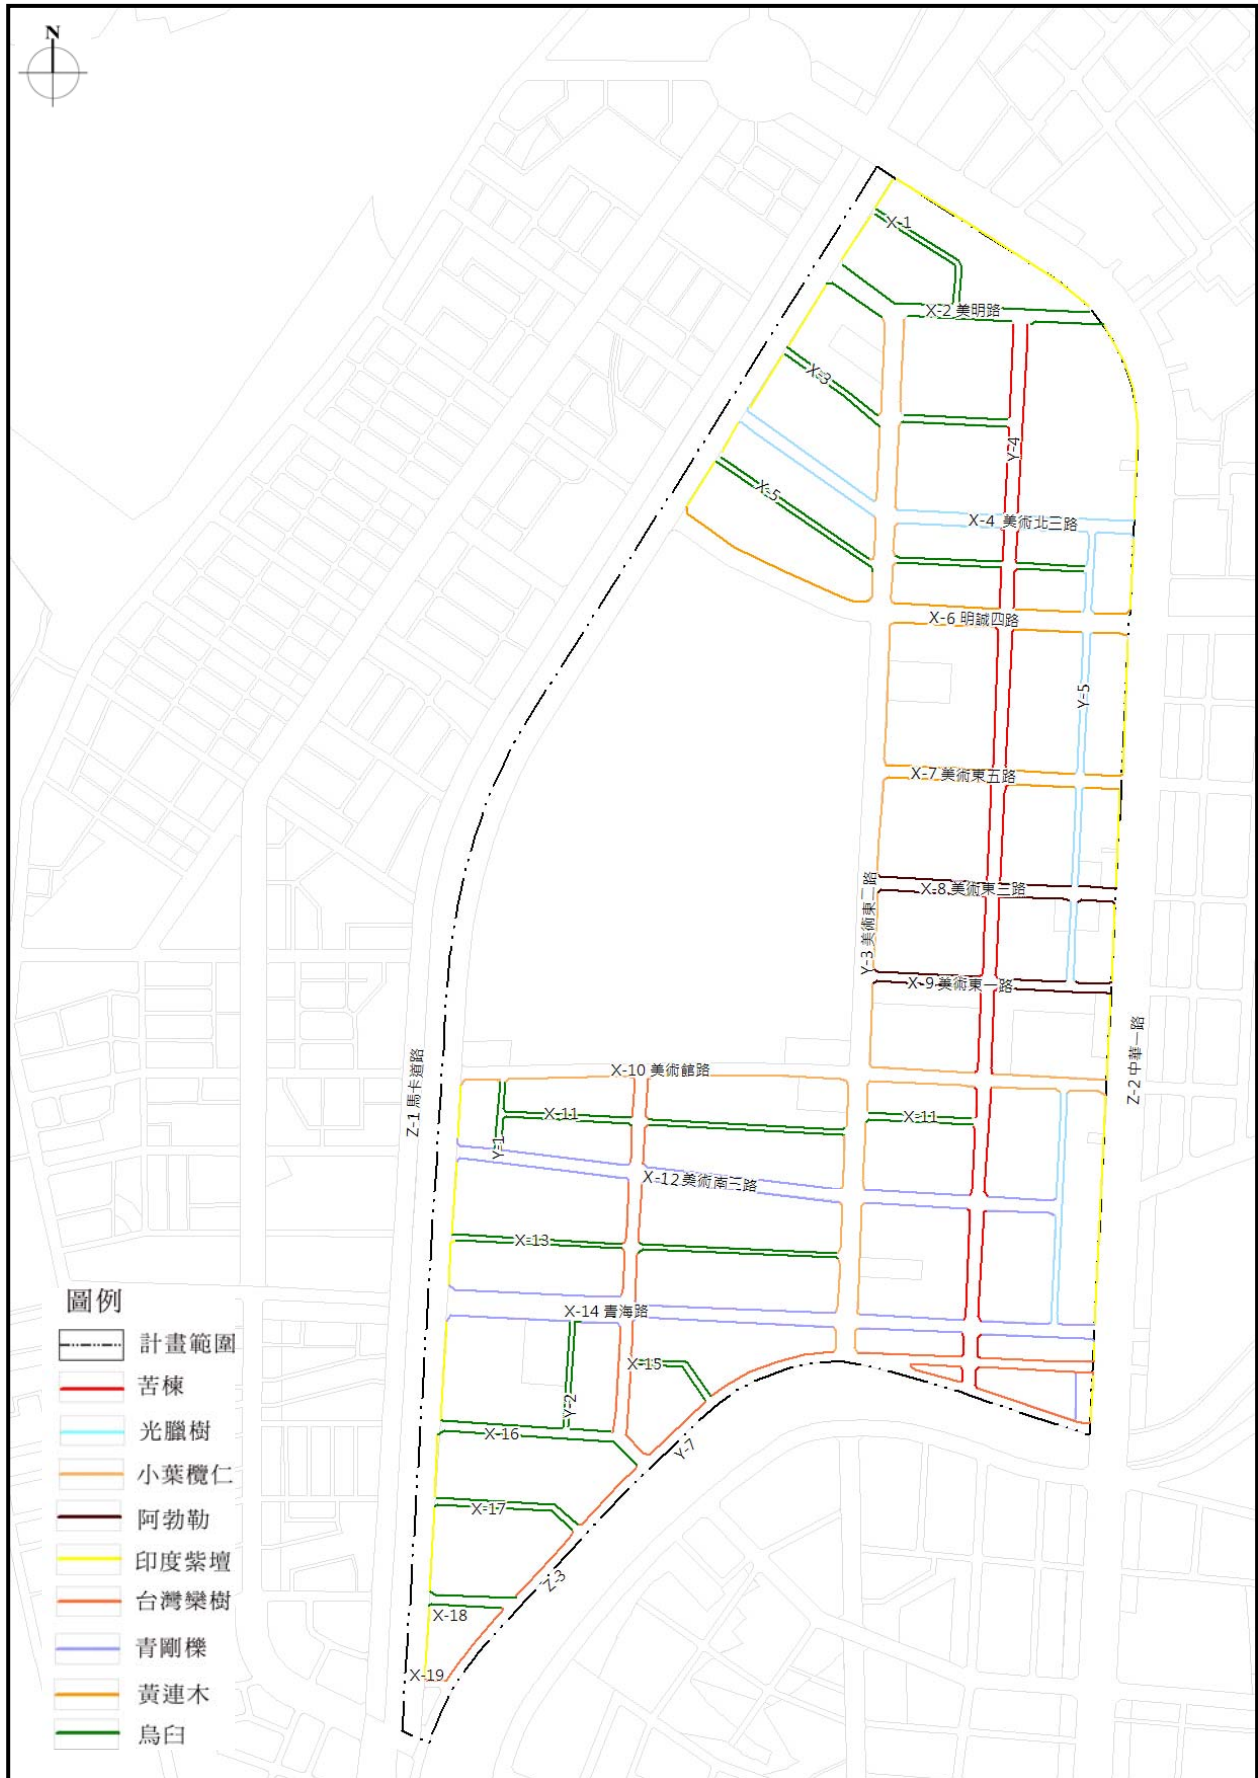 N
X-1
X-2 美明路
X-3
Y-4
X-5
X-4 美術北三路
X-6 明誠四路
Y-5
X-7 美術東五路
X-8 美術東三路
Y-3 美術東二路
X-9 美術東一路
Z-2 中華一路
Z-1 馬卡道路
X-10 美術館路
X-11
X-11
Y-1
X-12 美術南三路
X-13
X-14 青海路
X-15
Y-2
X-16
Y-7
X-17
Z-3
X-18
X-19
圖例
計畫範圍
苦楝
光臘樹
小葉欖仁
阿勃勒
印度紫壇
台灣欒樹
青剛櫟
黃連木
烏臼